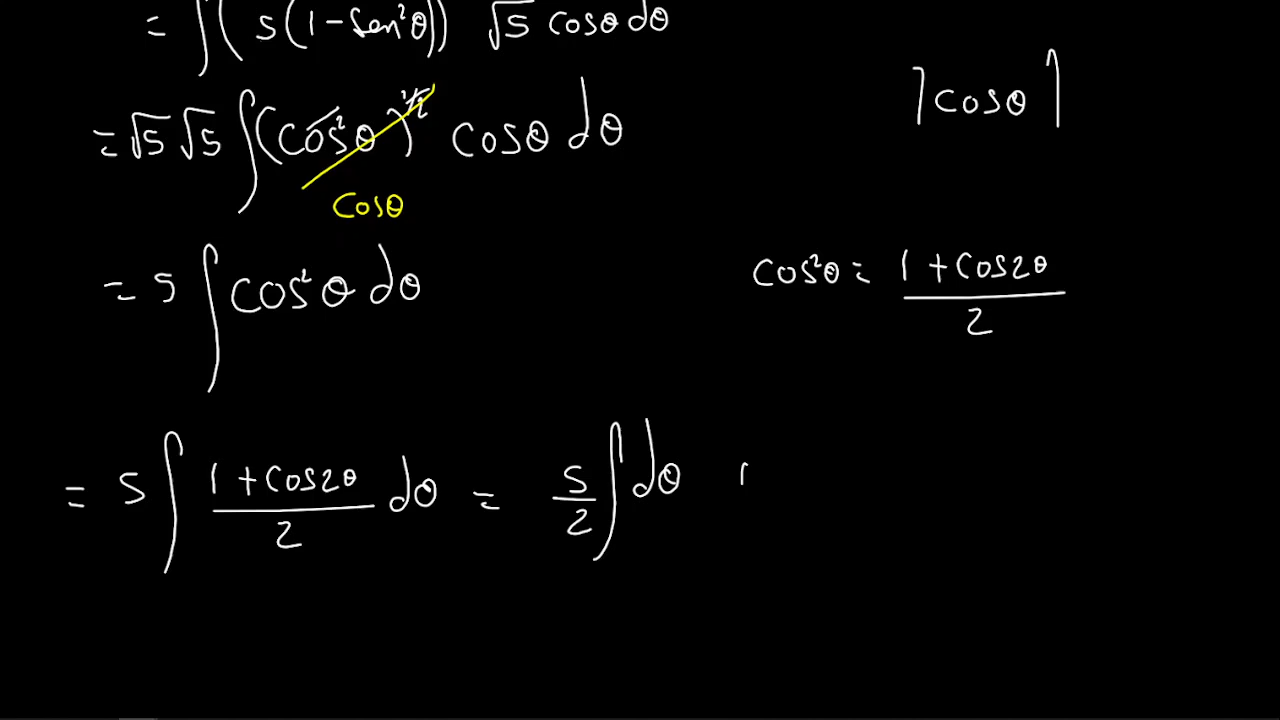 = ∫( 5(1-Sen²θ)) √5 cosθ dθ
|cosθ|
= √5 √5 ∫(cos²θ)^1/2 cosθ dθ
cosθ
= 5 ∫ cos²θ dθ
cos²θ = 1 + cos2θ / 2
= 5 ∫ 1 + cos2θ / 2 dθ = 5/2 ∫ dθ